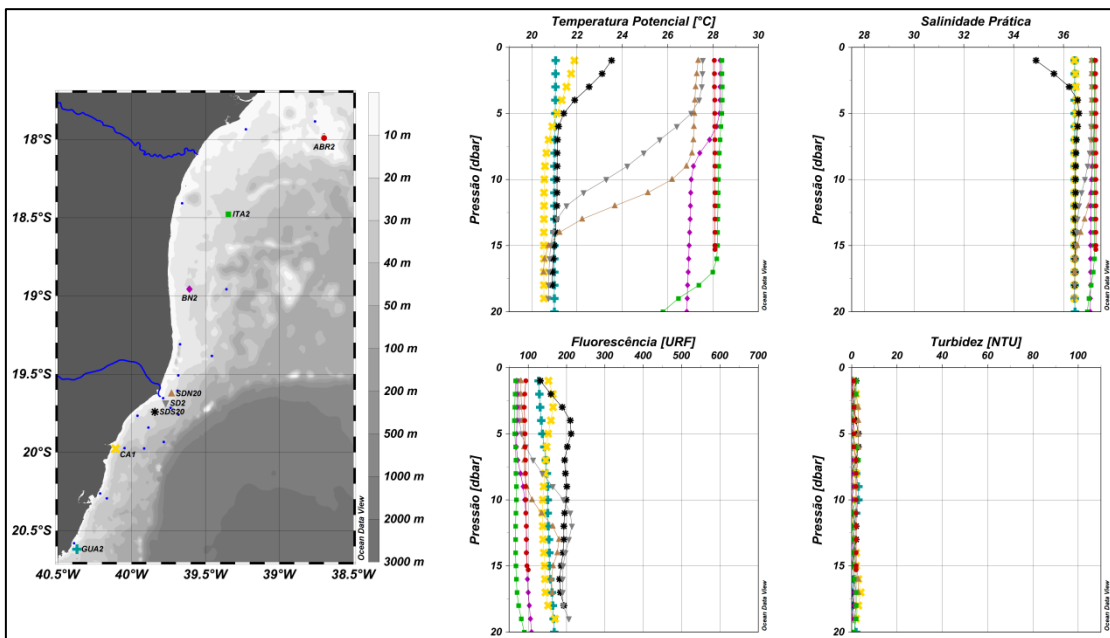 18°S
18.5°S
19°S
19.5°S
20°S
20.5°S
40.5°W 40°W 39.5°W 39°W 38.5°W
ABR2
ITA2
BN2
SDN20
SD2
SDS20
CA1
GUA2
10 m
20 m
30 m
40 m
50 m
100 m
200 m
500 m
1000 m
2000 m
3000 m
Ocean Data View
Temperatura Potencial [°C]
20 22 24 26 28 30
Pressão [dbar]
0
5
10
15
20
Ocean Data View
Salinidade Prática
26 28 30 32 34 36
Pressão [dbar]
0
5
10
15
20
Ocean Data View
Fluorescência [URF]
100 200 300 400 500 600 700
Pressão [dbar]
0
5
10
15
20
Ocean Data View
Turbidez [NTU]
0 20 40 60 80 100
Pressão [dbar]
0
5
10
15
20
Ocean Data View